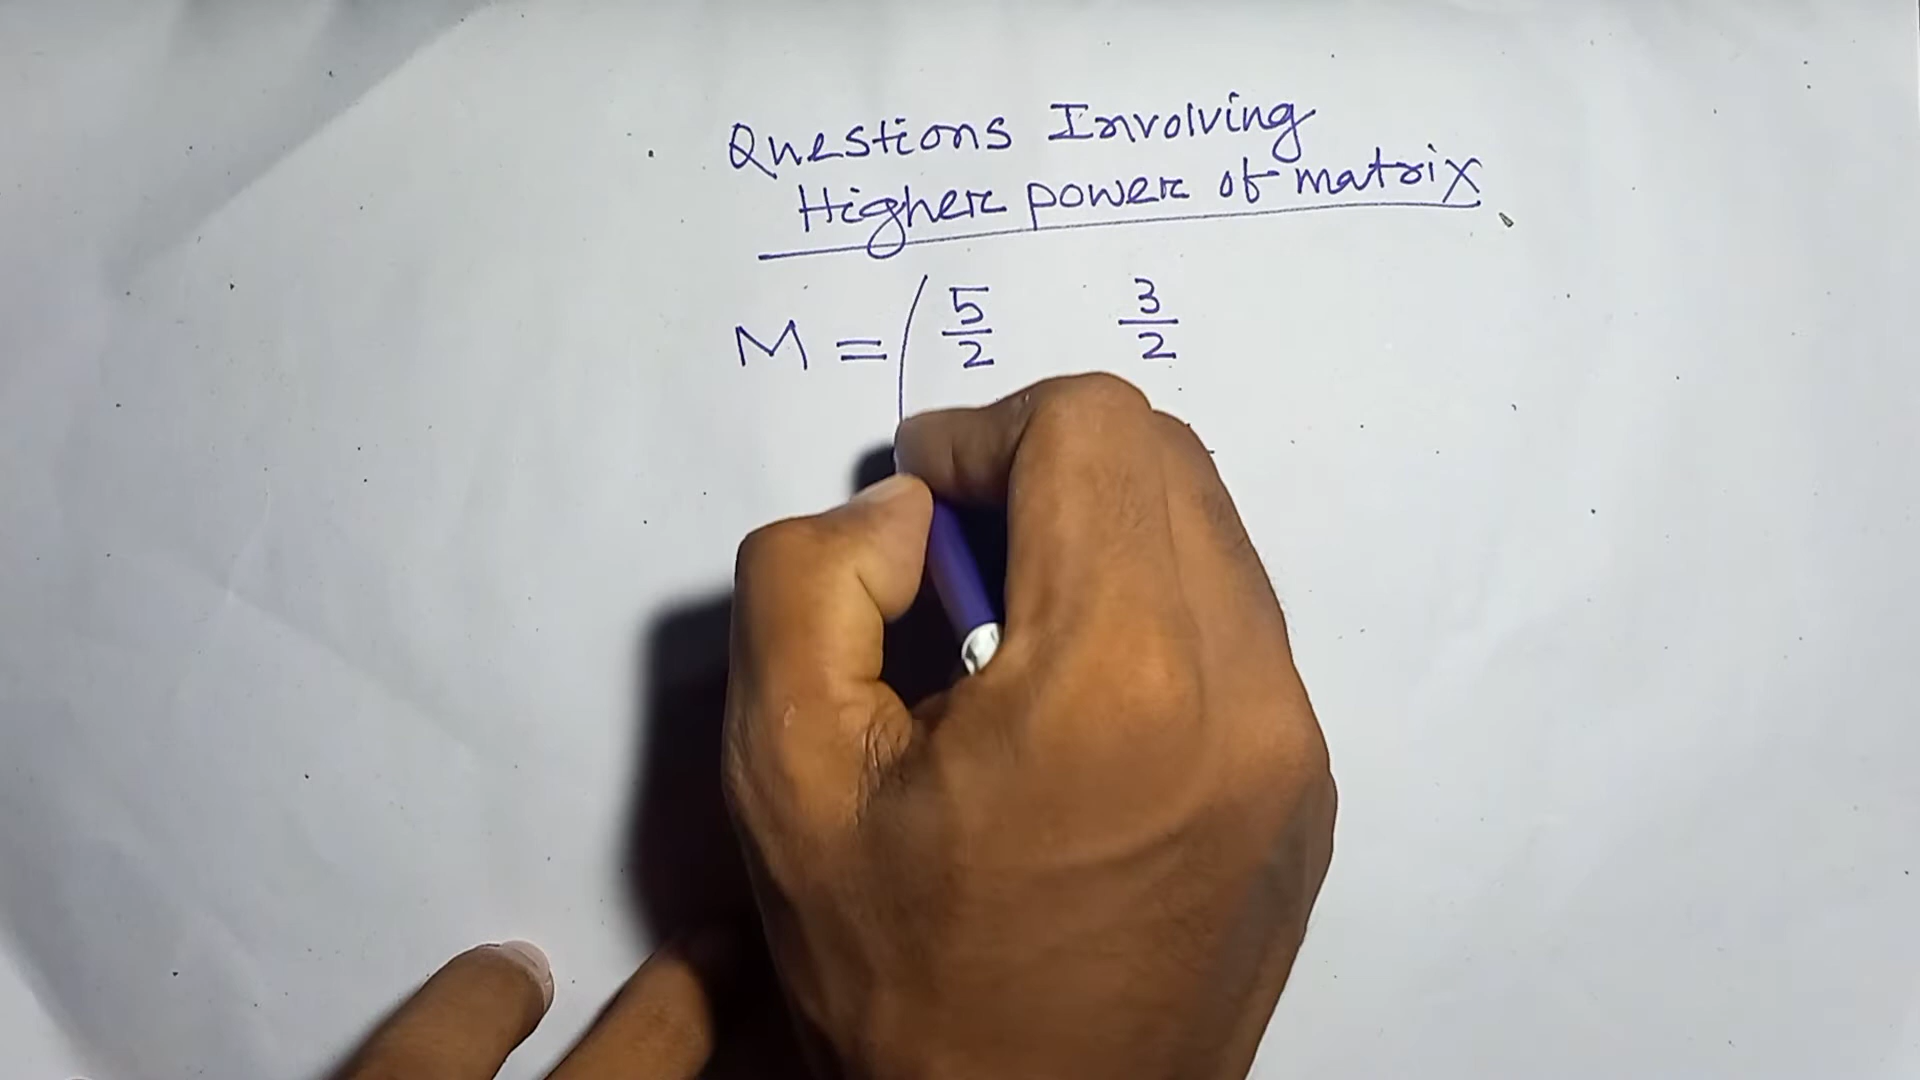 Questions Involving
Higher power of matrix
M = ( 5/2 3/2